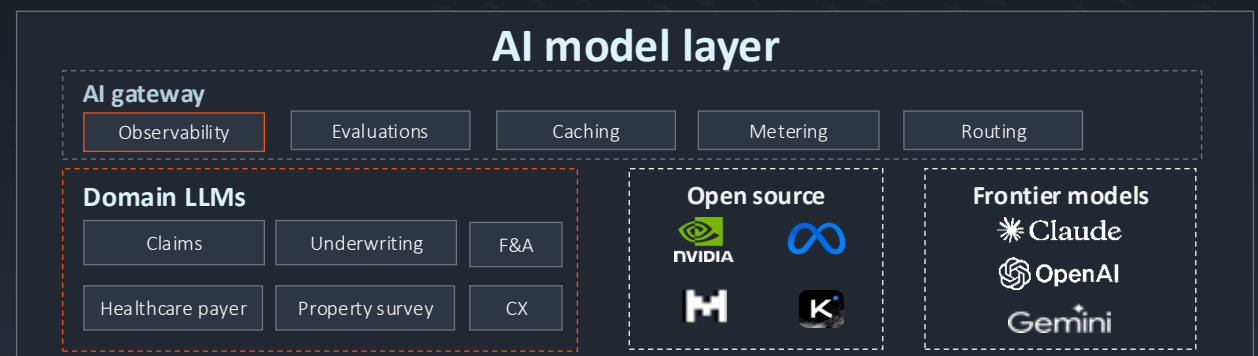 AI model layer
AI gateway
Observability
Evaluations
Caching
Metering
Routing
Domain LLMs
Claims
Underwriting
F&A
Healthcare payer
Property survey
CX
Open source
NVIDIA
K
Frontier models
Claude
OpenAI
Gemini